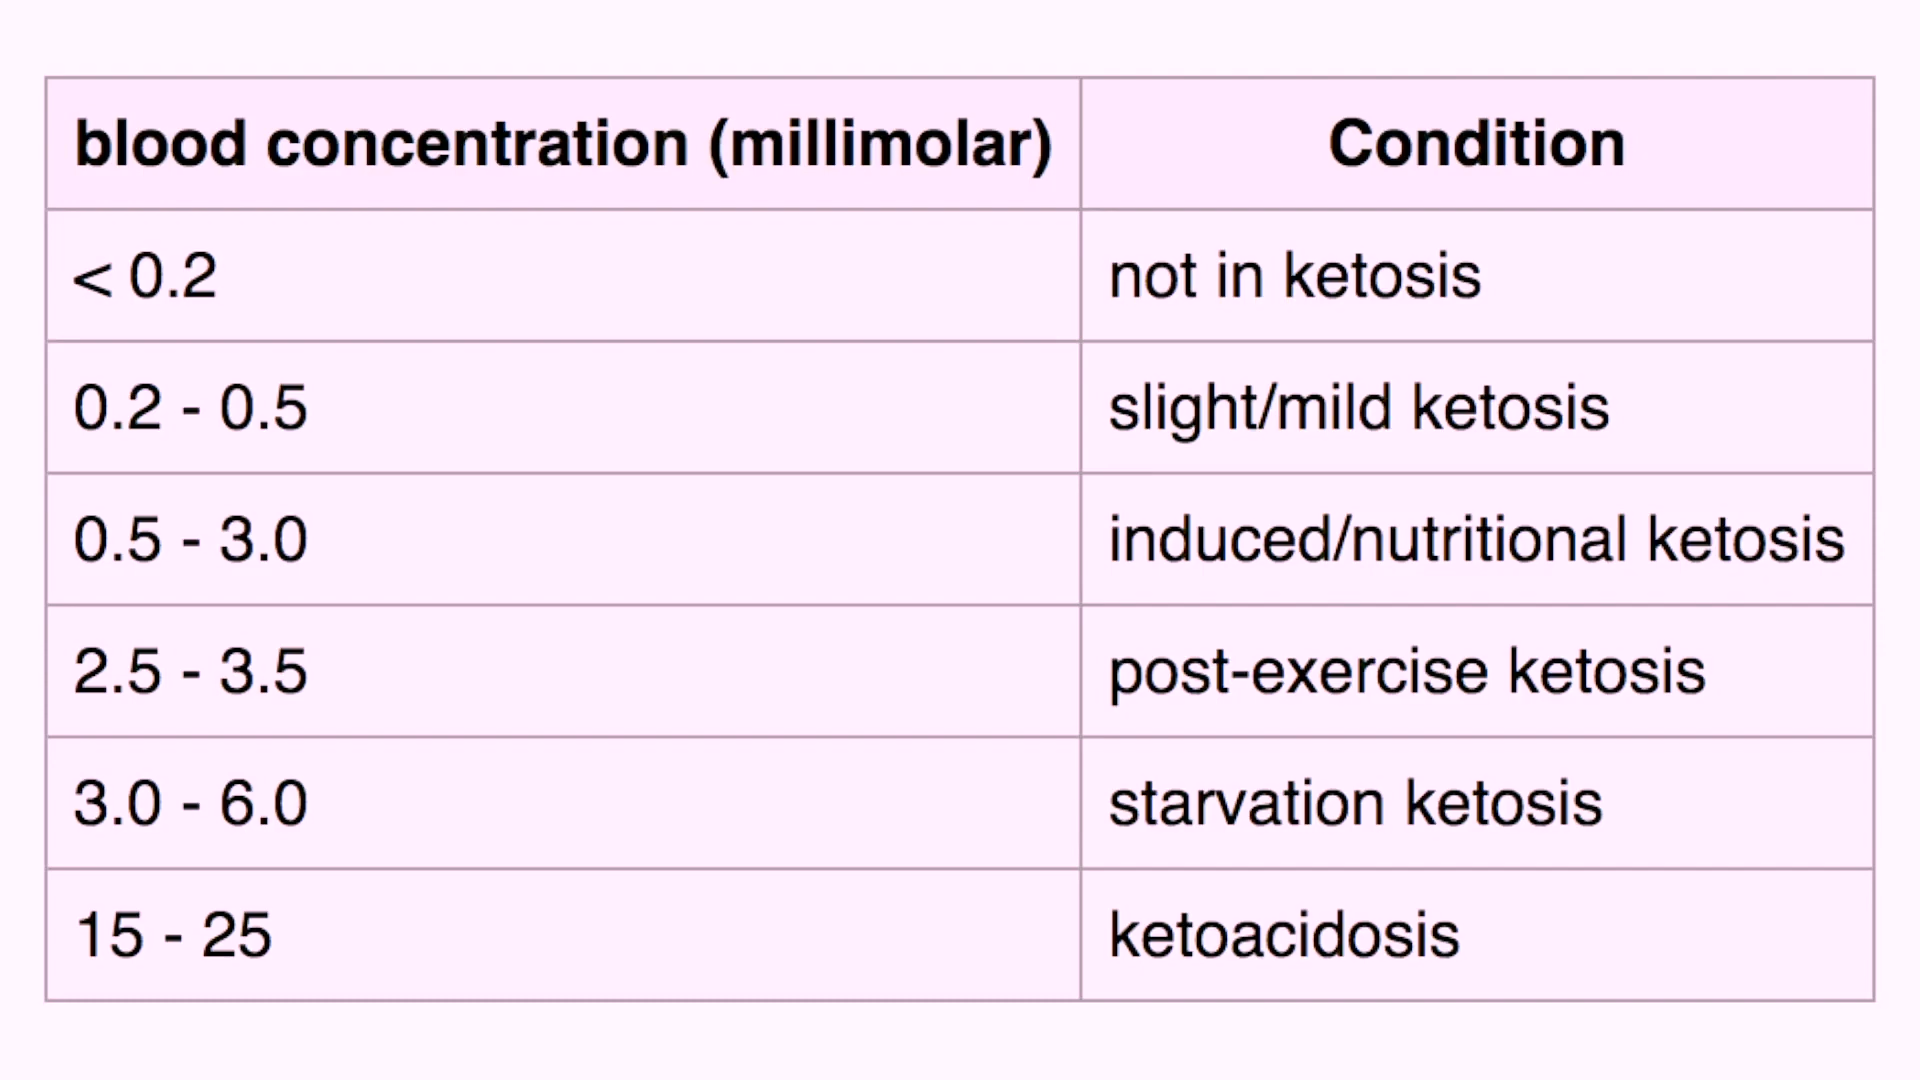 blood concentration (millimolar) Condition
< 0.2 not in ketosis
0.2 - 0.5 slight/mild ketosis
0.5 - 3.0 induced/nutritional ketosis
2.5 - 3.5 post-exercise ketosis
3.0 - 6.0 starvation ketosis
15 - 25 ketoacidosis